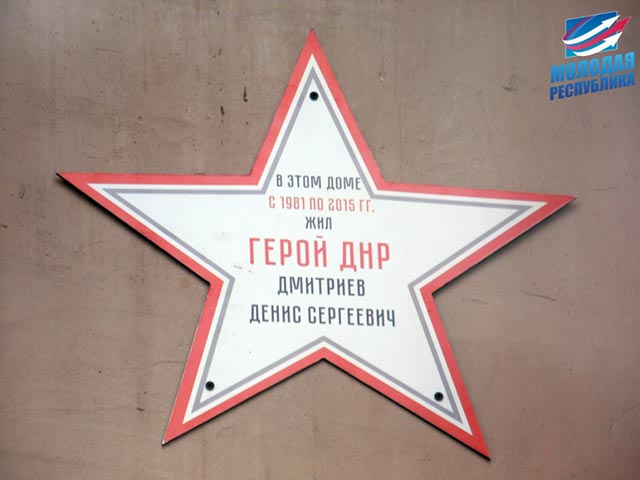 МОЛОДАЯ
РЕСПУБЛИКА
В ЭТОМ ДОМЕ
С 1981 ПО 2015 ГГ.
ЖИЛ
ГЕРОЙ ДНР
ДМИТРИЕВ
ДЕНИС СЕРГЕЕВИЧ